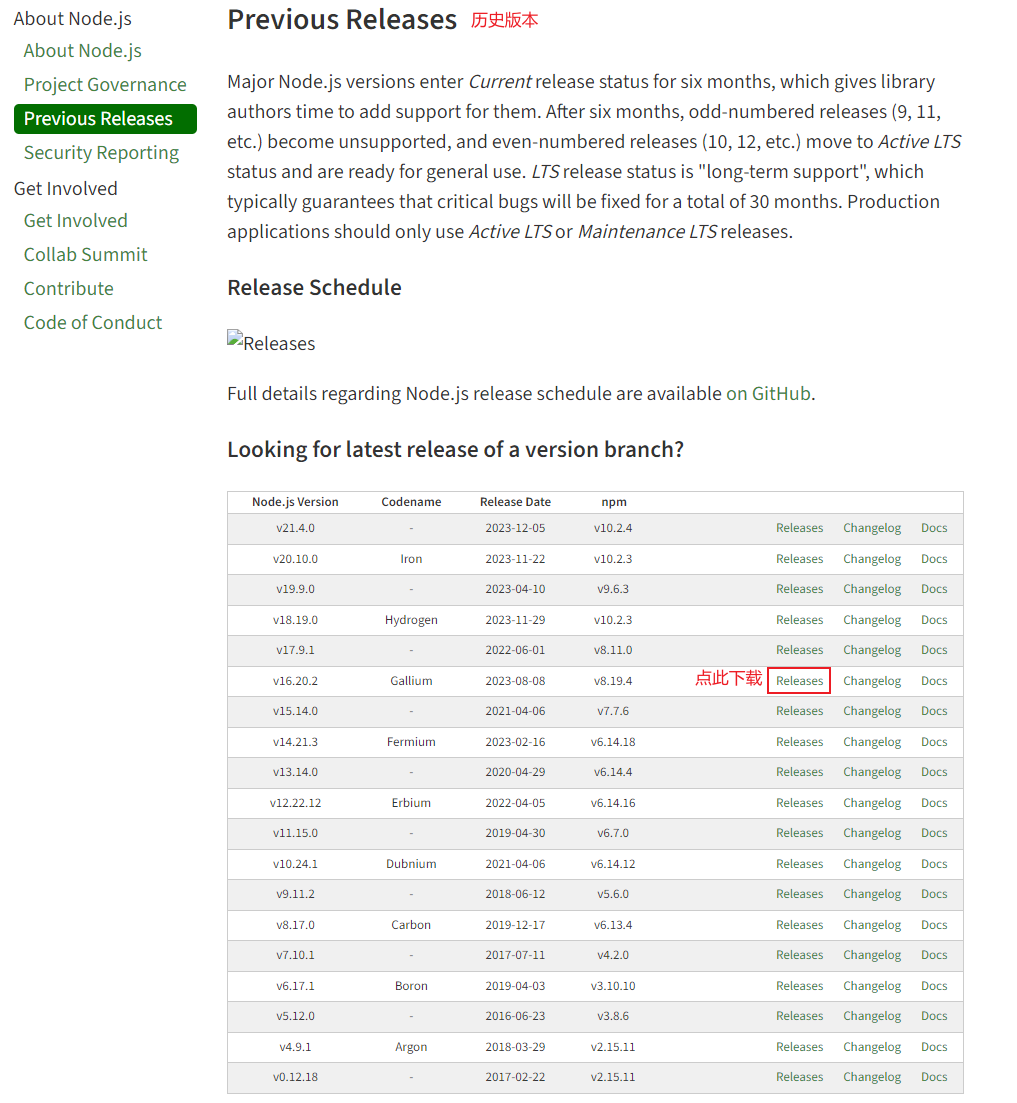 About Node.js
About Node.js
Project Governance
Previous Releases
Security Reporting
Get Involved
Get Involved
Collab Summit
Contribute
Code of Conduct
Previous Releases 历史版本
Major Node.js versions enter Current release status for six months, which gives library
authors time to add support for them. After six months, odd-numbered releases (9, 11,
etc.) become unsupported, and even-numbered releases (10, 12, etc.) move to Active LTS
status and are ready for general use. LTS release status is "long-term support", which
typically guarantees that critical bugs will be fixed for a total of 30 months. Production
applications should only use Active LTS or Maintenance LTS releases.
Release Schedule
Releases
Full details regarding Node.js release schedule are available on GitHub.
Looking for latest release of a version branch?
Node.js Version Codename Release Date npm
v21.4.0 - 2023-12-05 v10.2.4 Releases Changelog Docs
v20.10.0 Iron 2023-11-22 v10.2.3 Releases Changelog Docs
v19.9.0 - 2023-04-10 v9.6.3 Releases Changelog Docs
v18.19.0 Hydrogen 2023-11-29 v10.2.3 Releases Changelog Docs
v17.9.1 - 2022-06-01 v8.11.0 Releases Changelog Docs
v16.20.2 Gallium 2023-08-08 v8.19.4 点此下载 Releases Changelog Docs
v15.14.0 - 2021-04-06 v7.7.6 Releases Changelog Docs
v14.21.3 Fermium 2023-02-16 v6.14.18 Releases Changelog Docs
v13.14.0 - 2020-04-29 v6.14.4 Releases Changelog Docs
v12.22.12 Erbium 2022-04-05 v6.14.16 Releases Changelog Docs
v11.15.0 - 2019-04-30 v6.7.0 Releases Changelog Docs
v10.24.1 Dubnium 2021-04-06 v6.14.12 Releases Changelog Docs
v9.11.2 - 2018-06-12 v5.6.0 Releases Changelog Docs
v8.17.0 Carbon 2019-12-17 v6.13.4 Releases Changelog Docs
v7.10.1 - 2017-07-11 v4.2.0 Releases Changelog Docs
v6.17.1 Boron 2019-04-03 v3.10.10 Releases Changelog Docs
v5.12.0 - 2016-06-23 v3.8.6 Releases Changelog Docs
v4.9.1 Argon 2018-03-29 v2.15.11 Releases Changelog Docs
v0.12.18 - 2017-02-22 v2.15.11 Releases Changelog Docs